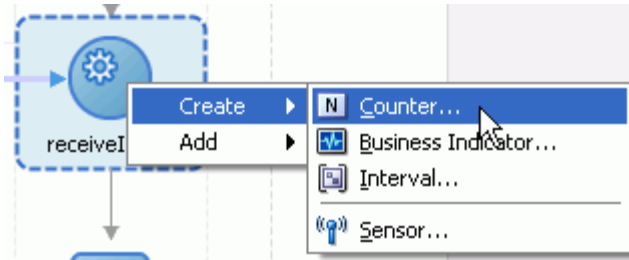 receiveI
Create
Add
N
Counter...
Business Indicator...
Interval...
Sensor...